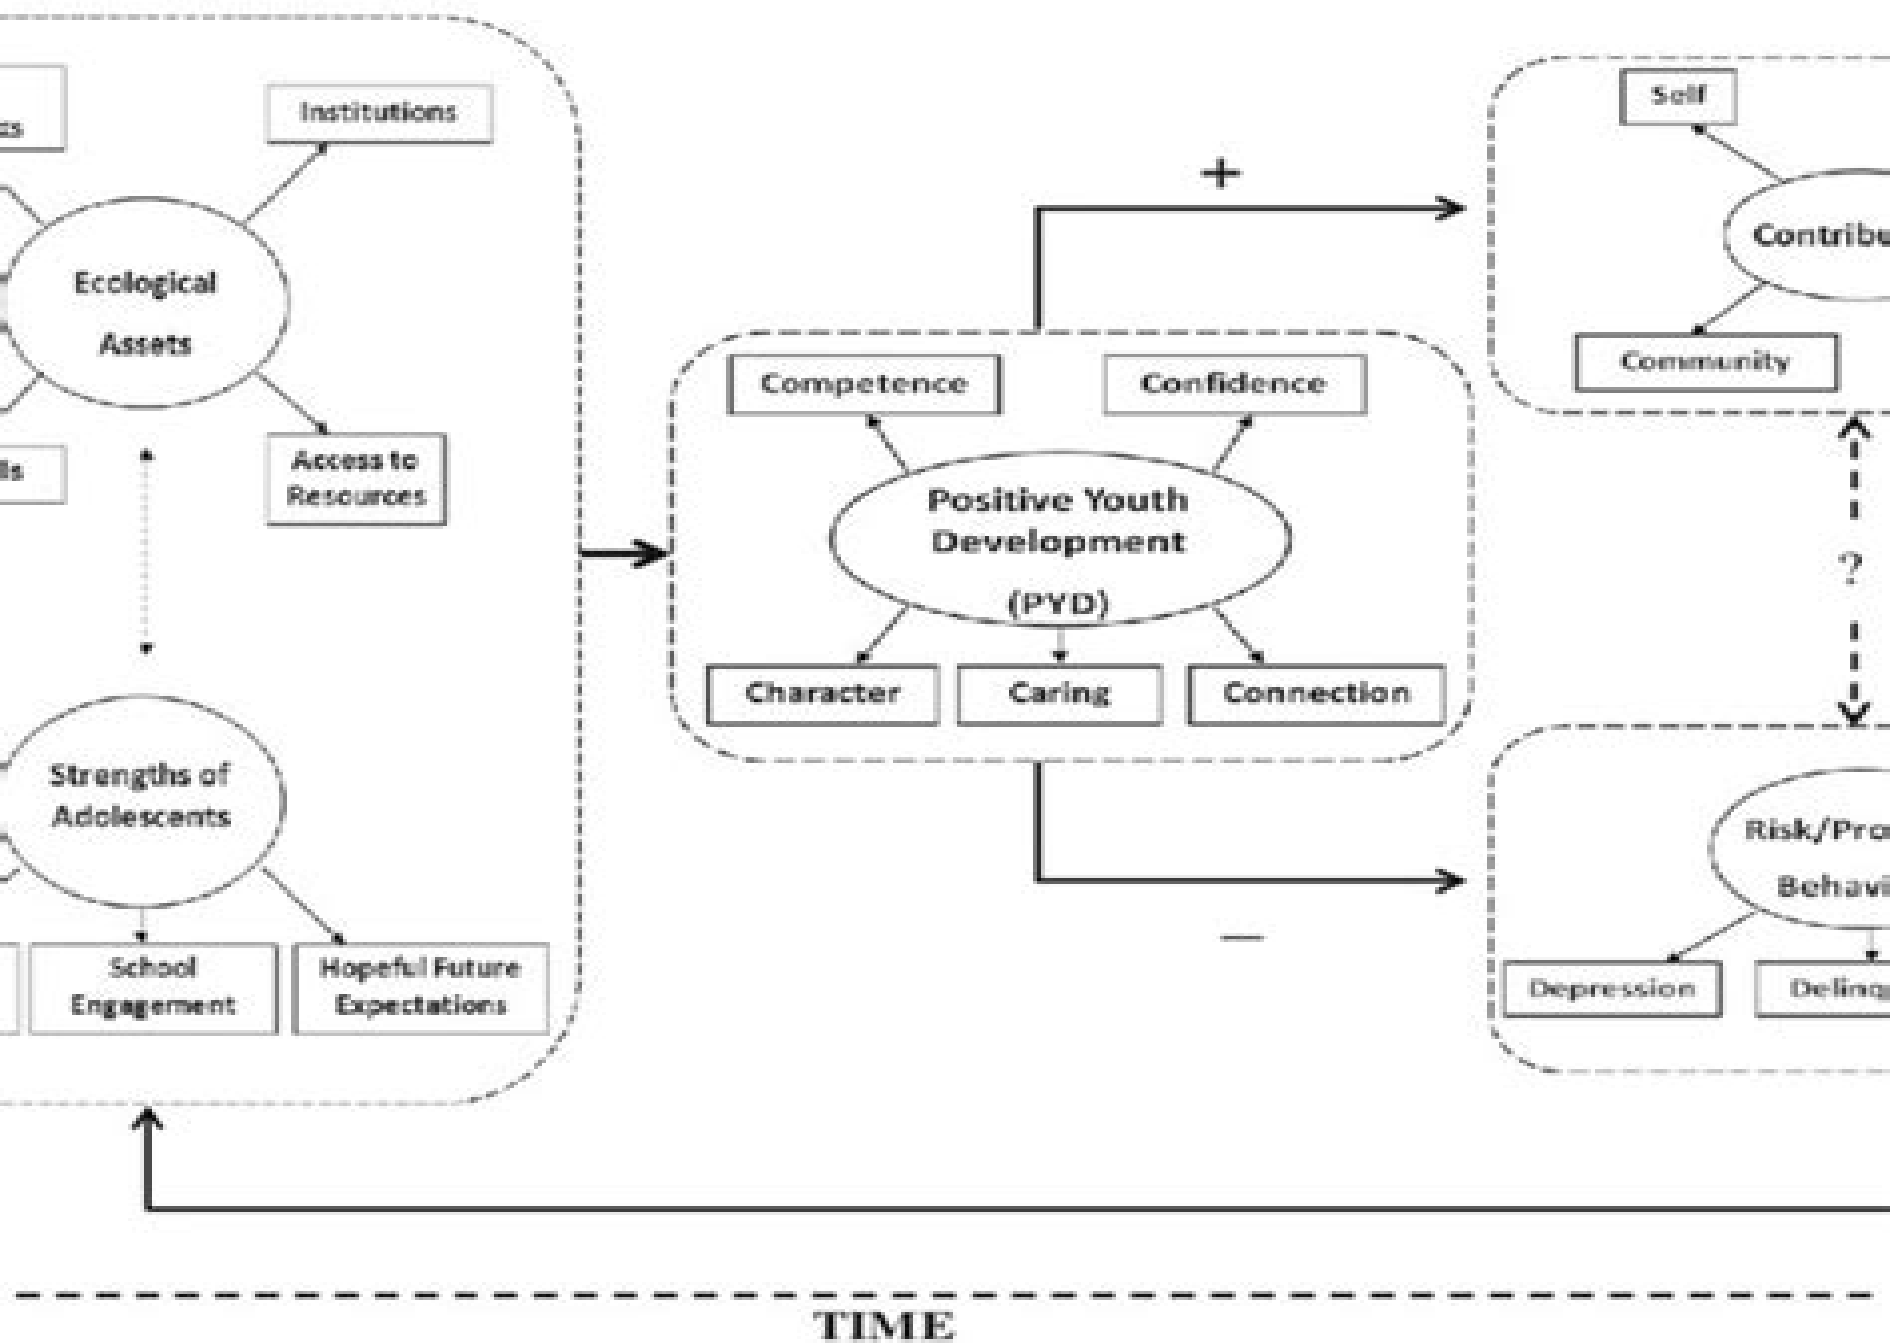 Institutions
Ecological
Assets
Access to
Resources
Strengths of
Adolescents
School
Engagement
Hopeful Future
Expectations
Competence
Confidence
Positive Youth
Development
(PYD)
Character
Caring
Connection
+
—
Self
Community
?
Depression
TIME